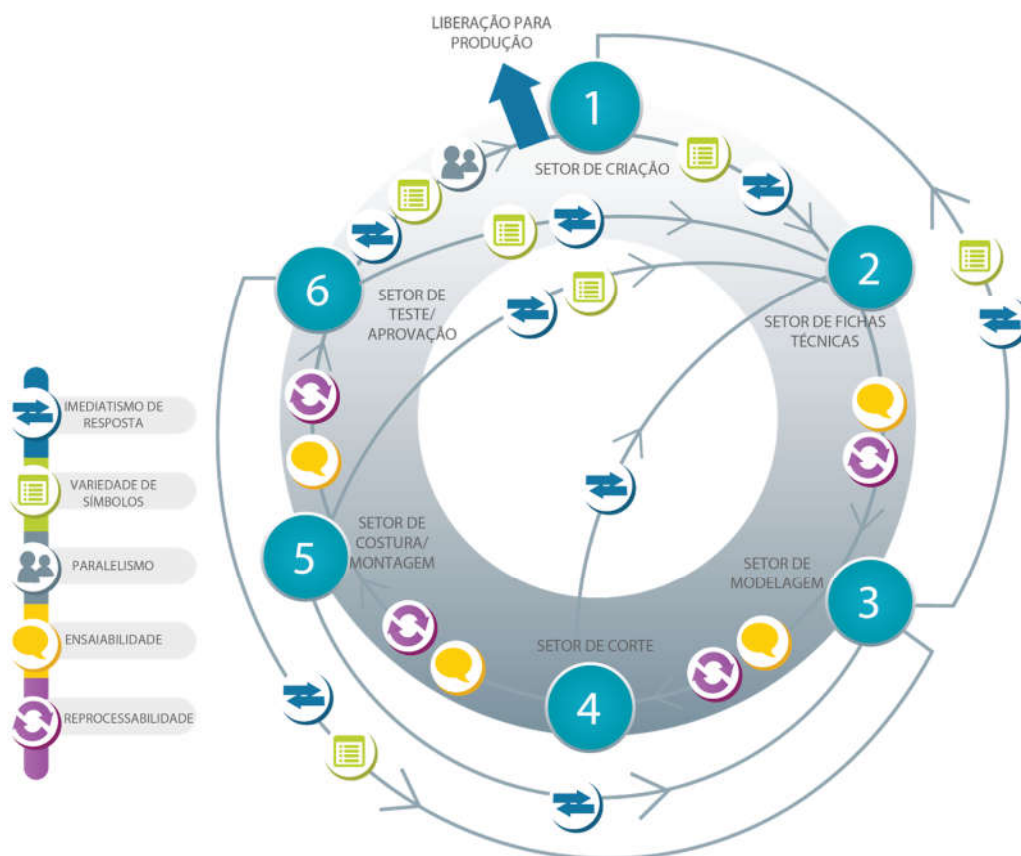 LIBERAÇÃO PARA
PRODUÇÃO
1
SETOR DE CRIAÇÃO
2
SETOR DE FICHAS
TÉCNICAS
6
SETOR DE
TESTE/
APROVAÇÃO
IMEDIATISMO DE
RESPOSTA
VARIEDADE DE
SÍMBOLOS
PARALELISMO
ENSAIABILIDADE
REPROCESSABILIDADE
5
SETOR DE
COSTURA/
MONTAGEM
SETOR DE
MODELAGEM
3
SETOR DE CORTE
4